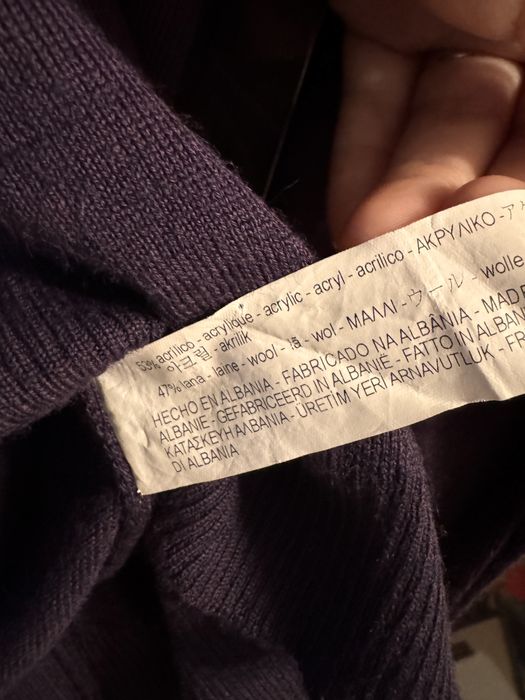 53% acrilico - acrylique - acrylic - acryl - acrilico - ΑΚΡΥΛΙΚΟ -
아크릴 - akrilik
47% lana - laine - wool - lã - wol - ΜΑΛΛΙ - ウール - wolle
HECHO EN ALBANIA - FABRICADO NA ALBÂNIA - MADE
ALBANIE - GEFABRICEERD IN ALBANIË - FATTO IN ALBAN
ΚΑΤΑΣΚΕΥΗ ΑΛΒΑΝΙΑ - ÜRETİM YERİ ARNAVUTLUK - FR
DI ALBANIA